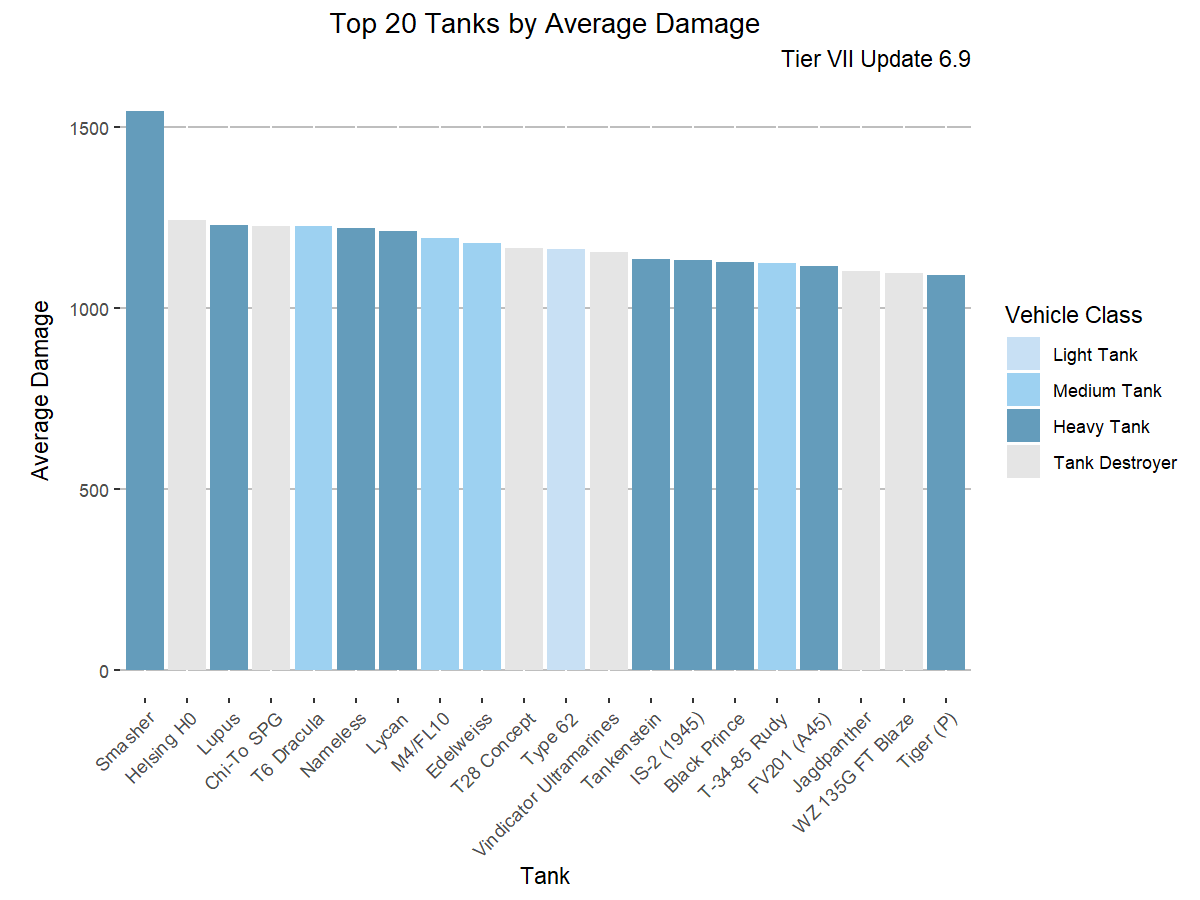 Top 20 Tanks by Average Damage
Tier VII Update 6.9
Average Damage
1500
1000
500
0
Smasher
Helsing H0
Lupus
Chi-To SPG
T6 Dracula
Nameless
Lycan
M4/FL10
Edelweiss
T28 Concept
Type 62
Vindicator Ultramarines
Tankenstein
IS-2 (1945)
Black Prince
T-34-85 Rudy
FV201 (A45)
Jagdpanther
WZ 135G FT Blaze
Tiger (P)
Tank
Vehicle Class
Light Tank
Medium Tank
Heavy Tank
Tank Destroyer